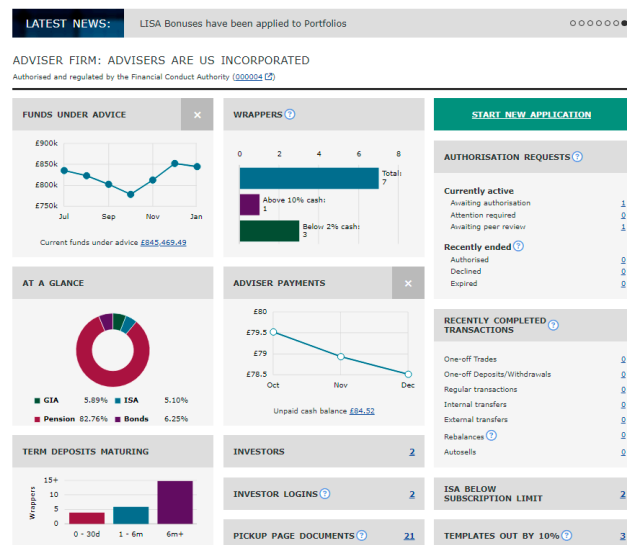 LATEST NEWS:
LISA Bonuses have been applied to Portfolios
ADVISER FIRM: ADVISERS ARE US INCORPORATED
Authorised and regulated by the Financial Conduct Authority (000004)
FUNDS UNDER ADVICE
×
£900k
£850k
£800k
£750k
Jul Sep Nov Jan
Current funds under advice £845,469.49
WRAPPERS ?
0 2 4 6 8
Total:
7
Above 10% cash:
1
Below 2% cash:
3
START NEW APPLICATION
AUTHORISATION REQUESTS ?
Currently active
Awaiting authorisation 1
Attention required 0
Awaiting peer review 1
Recently ended ?
Authorised 0
Declined 0
Expired 0
AT A GLANCE
GIA 5.89% ISA 5.10%
Pension 82.76% Bonds 6.25%
ADVISER PAYMENTS
×
£80
£79.5
£79
£78.5
Oct Nov Dec
Unpaid cash balance £84.52
RECENTLY COMPLETED
TRANSACTIONS ?
One-off Trades 0
One-off Deposits/Withdrawals 0
Regular transactions 0
Internal transfers 0
External transfers 0
Rebalances ? 0
Autosells 0
TERM DEPOSITS MATURING
Wrappers
15+
10
5
0
0 - 30d 1 - 6m 6m+
INVESTORS 2
INVESTOR LOGINS ? 2
PICKUP PAGE DOCUMENTS ? 21
ISA BELOW
SUBSCRIPTION LIMIT 2
TEMPLATES OUT BY 10% ? 3